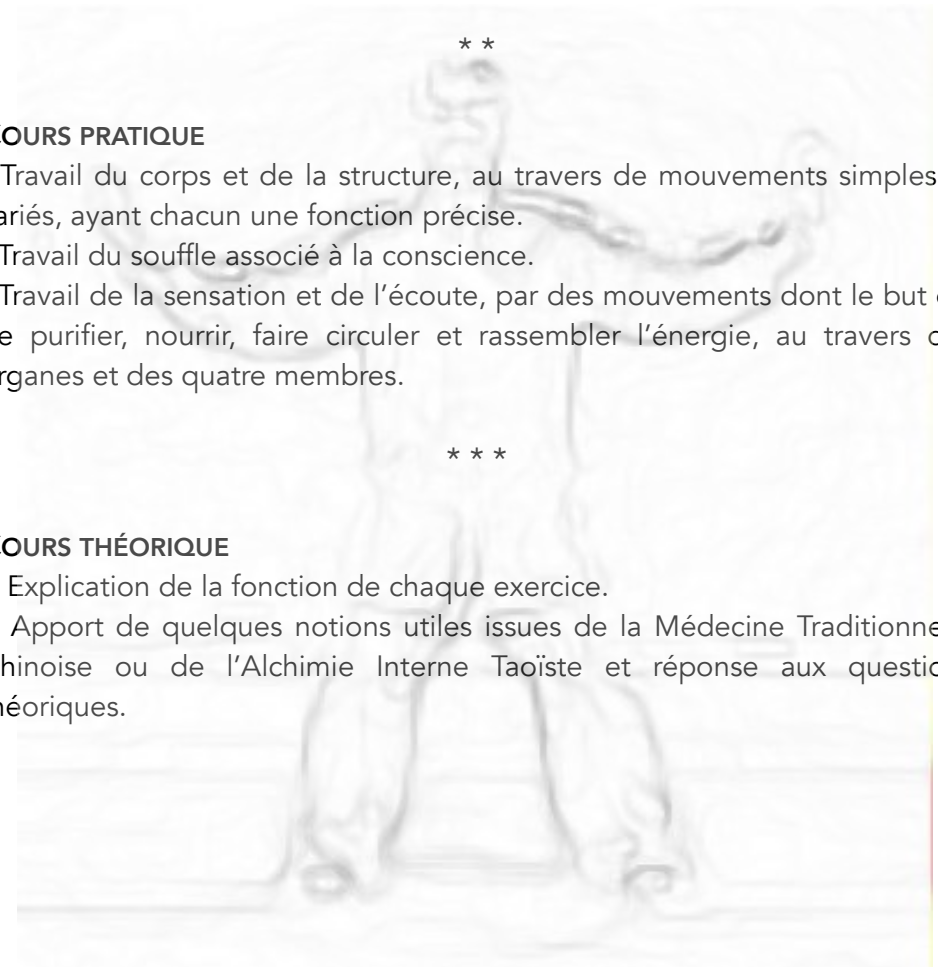 * *
OURS PRATIQUE
Travail du corps et de la structure, au travers de mouvements simples
ariés, ayant chacun une fonction précise.
Travail du souffle associé à la conscience.
Travail de la sensation et de l'écoute, par des mouvements dont le but
e purifier, nourrir, faire circuler et rassembler l'énergie, au travers
rganes et des quatre membres.
* * *
OURS THÉORIQUE
Explication de la fonction de chaque exercice.
Apport de quelques notions utiles issues de la Médecine Traditionne
hinoise ou de l'Alchimie Interne Taoïste et réponse aux questio
héoriques.